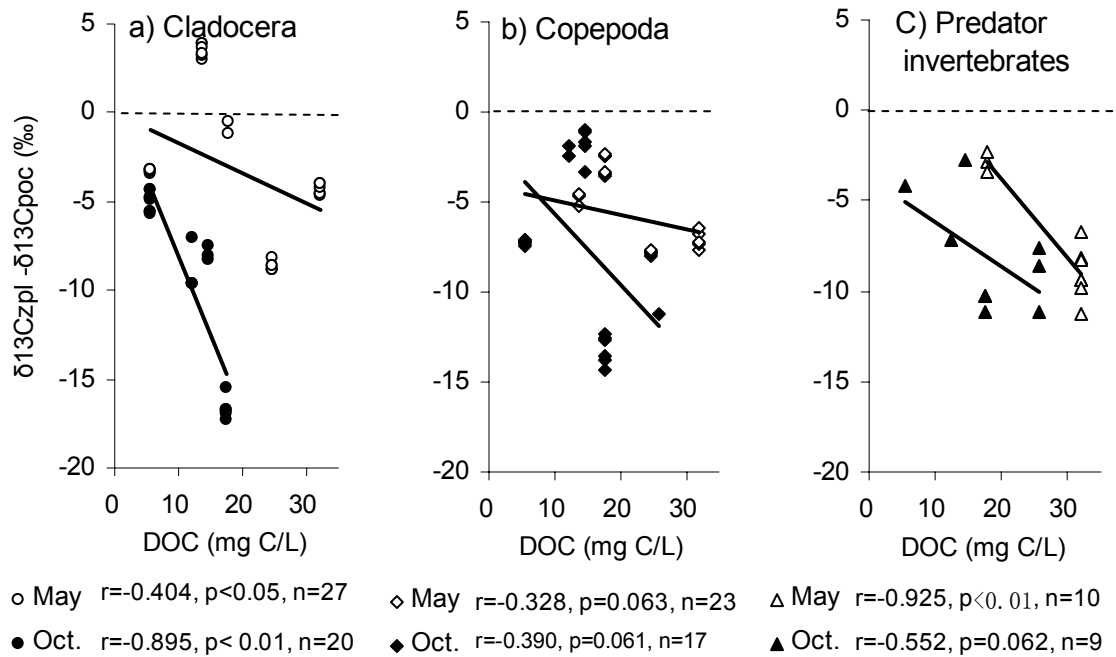 a) Cladocera
b) Copepoda
C) Predator
invertebrates
δ13Czpl -δ13Cpoc (‰)
5
0
-5
-10
-15
-20
0 10 20 30
DOC (mg C/L)
5
0
-5
-10
-15
-20
0 10 20 30
DOC (mg C/L)
5
0
-5
-10
-15
-20
0 10 20 30
DOC (mg C/L)
May r=-0.404, p<0.05, n=27
Oct. r=-0.895, p< 0.01, n=20
May r=-0.328, p=0.063, n=23
Oct. r=-0.390, p=0.061, n=17
May r=-0.925, p<0.01, n=10
Oct. r=-0.552, p=0.062, n=9